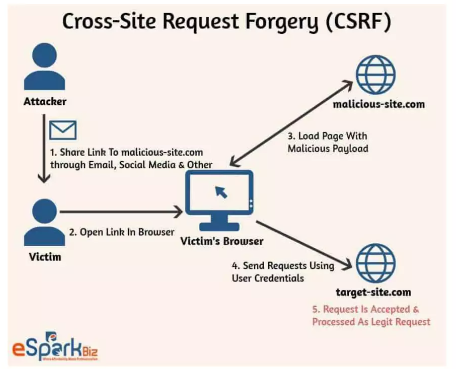 Cross-Site Request Forgery (CSRF)
Attacker
malicious-site.com
1. Share Link To malicious-site.com
through Email, Social Media & Other
3. Load Page With
Malicious Payload
2. Open Link In Browser
Victim
Victim's Browser
4. Send Requests Using
User Credentials
target-site.com
5. Request Is Accepted &
Processed As Legit Request
eSparkBiz